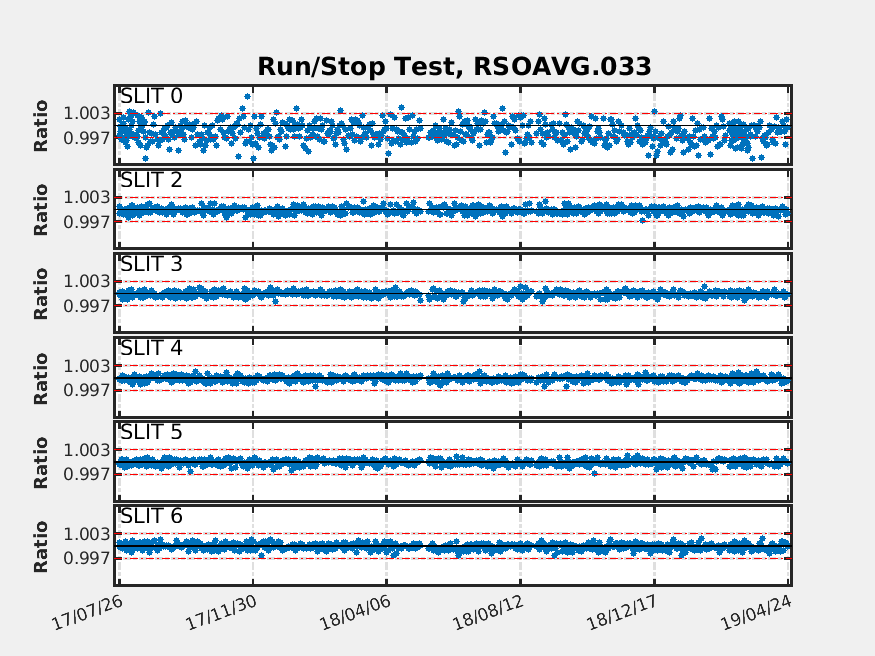 Run/Stop Test, RSOAVG.033
SLIT 0
Ratio
1.003
0.997
SLIT 2
Ratio
1.003
0.997
SLIT 3
Ratio
1.003
0.997
SLIT 4
Ratio
1.003
0.997
SLIT 5
Ratio
1.003
0.997
SLIT 6
Ratio
1.003
0.997
17/07/26 17/11/30 18/04/06 18/08/12 18/12/17 19/04/24